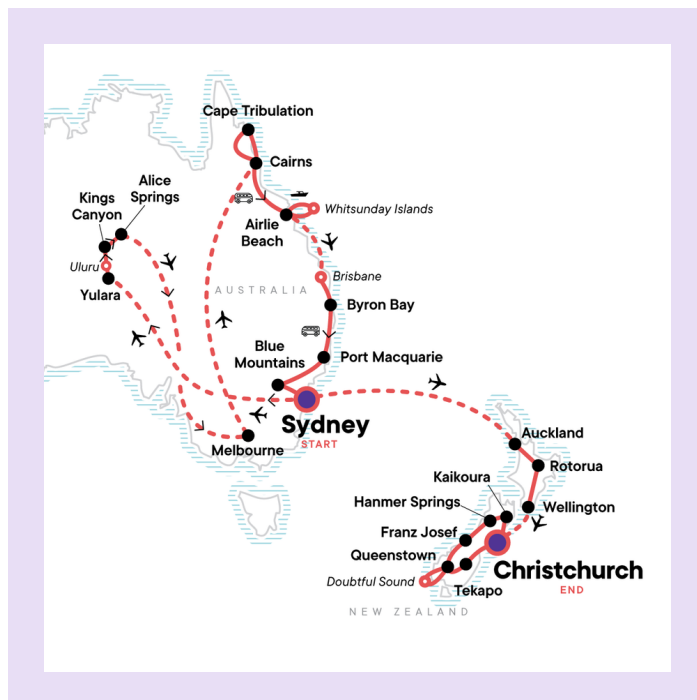 Cape Tribulation
Cairns
Alice
Springs
Kings
Canyon
Whitsunday Islands
Airlie
Beach
Uluru
Yulara
Brisbane
AUSTRALIA
Byron Bay
Blue
Mountains
Port Macquarie
Sydney
START
Melbourne
Auckland
Rotorua
Kaikoura
Hanmer Springs
Wellington
Franz Josef
Queenstown
Christchurch
END
Doubtful Sound
Tekapo
NEW ZEALAND